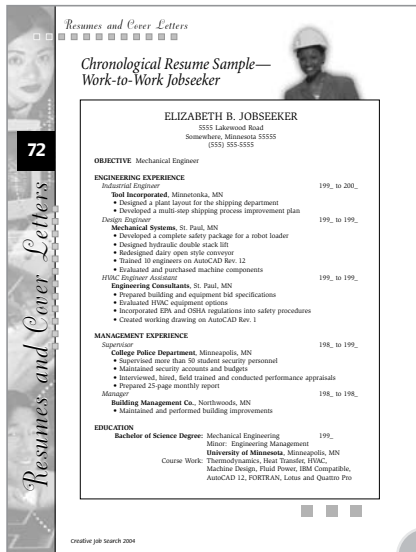 Resumes and Cover Letters
Chronological Resume Sample—
Work-to-Work Jobseeker
72
Resumes and Cover Letters
ELIZABETH B. JOBSEEKER
5555 Lakewood Road
Somewhere, Minnesota 55555
(555) 555-5555
OBJECTIVE Mechanical Engineer
ENGINEERING EXPERIENCE
Industrial Engineer 199_ to 200_
Tool Incorporated, Minnetonka, MN
• Designed a plant layout for the shipping department
• Developed a multi-step shipping process improvement plan
Design Engineer 199_ to 199_
Mechanical Systems, St. Paul, MN
• Developed a complete safety package for a robot loader
• Designed hydraulic double stack lift
• Redesigned dairy open style conveyor
• Trained 10 engineers on AutoCAD Rev. 12
• Evaluated and purchased machine components
HVAC Engineer Assistant 199_ to 199_
Engineering Consultants, St. Paul, MN
• Prepared building and equipment bid specifications
• Evaluated HVAC equipment options
• Incorporated EPA and OSHA regulations into safety procedures
• Created working drawing on AutoCAD Rev. 1
MANAGEMENT EXPERIENCE
Supervisor 198_ to 199_
College Police Department, Minneapolis, MN
• Supervised more than 50 student security personnel
• Maintained security accounts and budgets
• Interviewed, hired, field trained and conducted performance appraisals
• Prepared 25-page monthly report
Manager 198_ to 198_
Building Management Co., Northwoods, MN
• Maintained and performed building improvements
EDUCATION
Bachelor of Science Degree: Mechanical Engineering 199_
Minor: Engineering Management
University of Minnesota, Minneapolis, MN
Course Work: Thermodynamics, Heat Transfer, HVAC,
Machine Design, Fluid Power, IBM Compatible,
AutoCAD 12, FORTRAN, Lotus and Quattro Pro
Creative Job Search 2004